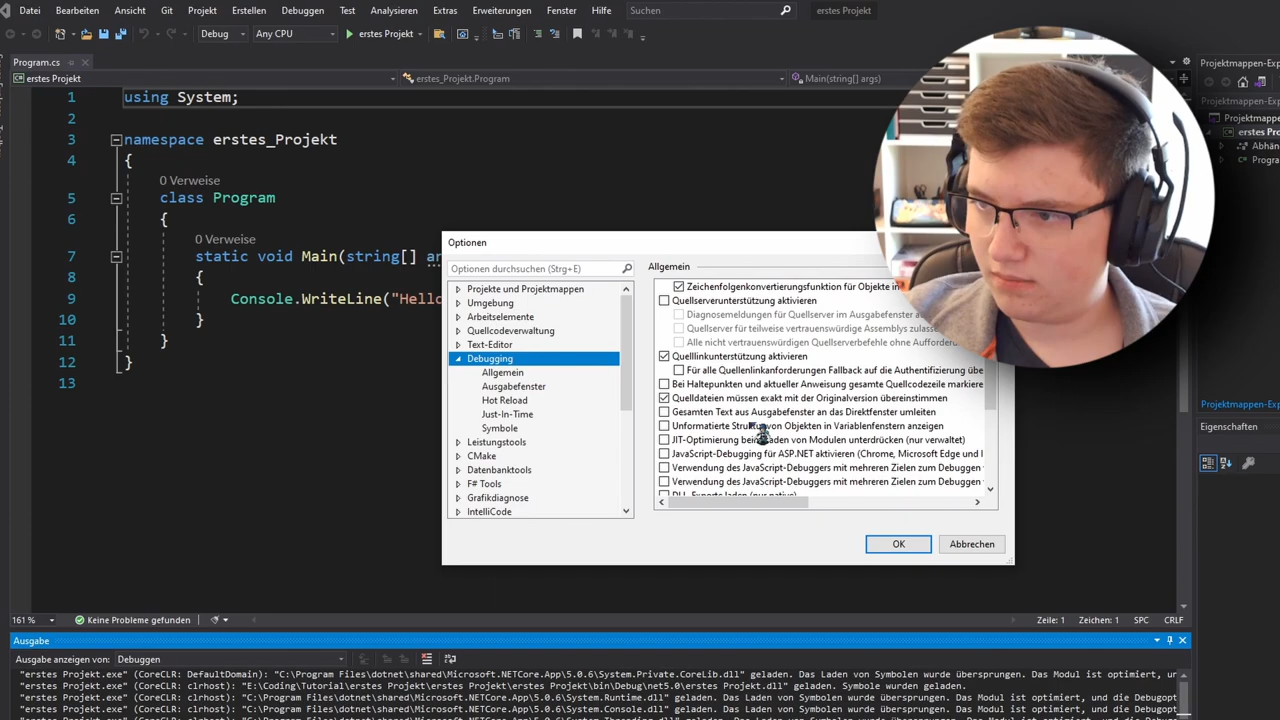 Datei Bearbeiten Ansicht Git Projekt Erstellen Debuggen Test Analysieren Extras Erweiterungen Fenster Hilfe Suchen erstes Projekt
Debug Any CPU erstes Projekt
Program.cs
erstes Projekt erstes_Projekt.Program Main(string[] args)
1 using System;
2
3 namespace erstes_Projekt
4 {
0 Verweise
5 class Program
6 {
0 Verweise
7 static void Main(string[]
8 {
9 Console.WriteLine("Hello
10 }
11 }
12 }
13
Optionen
Optionen durchsuchen (Strg+E)
Projekte und Projektmappen
Umgebung
Arbeitselemente
Quellcodeverwaltung
Text-Editor
Debugging
Allgemein
Ausgabefenster
Hot Reload
Just-In-Time
Symbole
Leistungstools
CMake
Datenbanktools
F# Tools
Grafikdiagnose
IntelliCode
Allgemein
Zeichenfolgenkonvertierungsfunktion für Objekte in
Quellserverunterstützung aktivieren
Diagnosemeldungen für Quellserver im Ausgabefenster
Quellserver für teilweise vertrauenswürdige Assemblys
Alle nicht vertrauenswürdigen Quellserverbefehle ohne
Quelllinkunterstützung aktivieren
Für alle Quellenlinkanforderungen Fallback auf die Authentifizierung
Bei Haltepunkten und aktueller Anweisung gesamte Quellcodezeile
Quelldateien müssen exakt mit der Originalversion übereinstimmen
Gesamten Text aus Ausgabefenster an das Direktfenster umleiten
Unformatierte von Objekten in Variablenfenstern anzeigen
JIT-Optimierung von Modulen unterdrücken (nur verwaltet)
JavaScript-Debugging für ASP.NET aktivieren (Chrome, Microsoft Edge und
Verwendung des JavaScript-Debuggers mit mehreren Zielen zum Debuggen
Verwendung des JavaScript-Debuggers mit mehreren Zielen zum Debuggen
OK Abbrechen
Projektmappen-Exp
Projektmappen-Exp
Projektmappe
erstes Pro
Abhän
Progra
Projektmappen-Exp
Eigenschaften
161 % Keine Probleme gefunden Zeile: 1 Zeichen: 1 SPC CRLF
Ausgabe
Ausgabe anzeigen von: Debuggen
"erstes Projekt.exe" (CoreCLR: DefaultDomain): "C:\Program Files\dotnet\shared\Microsoft.NETCore.App\5.0.6\System.Private.CoreLib.dll" geladen. Das Laden von Symbolen wurde übersprungen. Das Modul ist optimiert, un
"erstes Projekt.exe" (CoreCLR: clrhost): "E:\Coding\Tutorial\erstes Projekt\erstes Projekt\bin\Debug\net5.0\erstes Projekt.dll" geladen. Symbole wurden geladen.
"erstes Projekt.exe" (CoreCLR: clrhost): "C:\Program Files\dotnet\shared\Microsoft.NETCore.App\5.0.6\System.Runtime.dll" geladen. Das Laden von Symbolen wurde übersprungen. Das Modul ist optimiert, und die Debugopt
"erstes Projekt.exe" (CoreCLR: clrhost): "C:\Program Files\dotnet\shared\Microsoft.NETCore.App\5.0.6\System.Console.dll" geladen. Das Laden von Symbolen wurde übersprungen. Das Modul ist optimiert, und die Debugopt